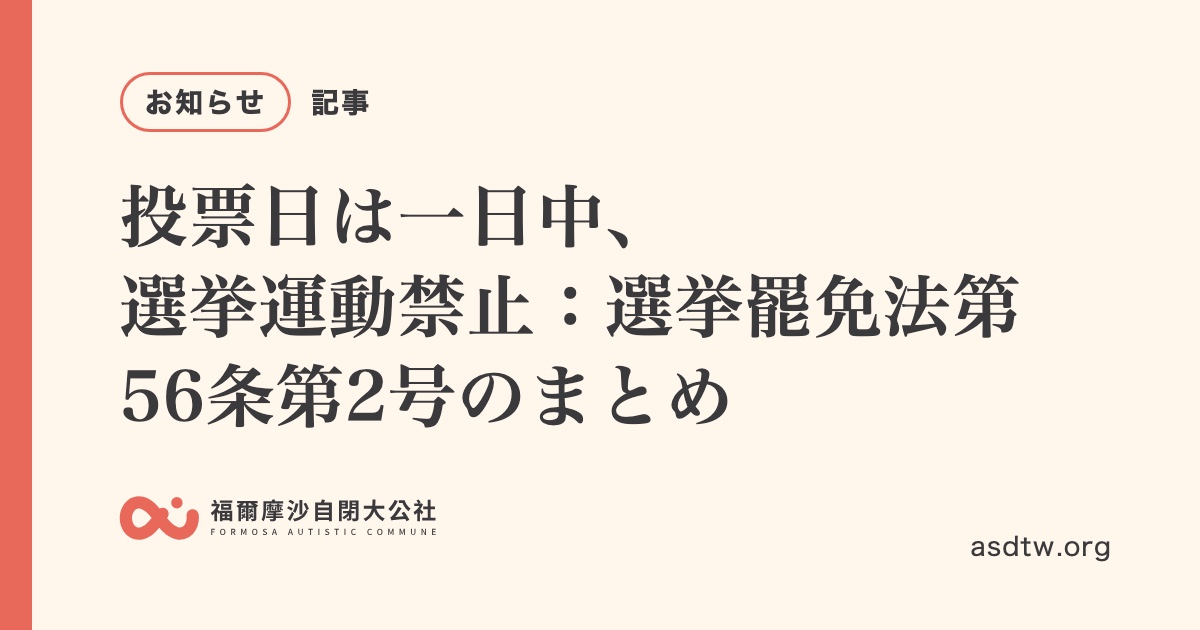 お知らせ 記事
投票日は一日中、
選挙運動禁止：選挙罷免法第
56条第2号のまとめ
福爾摩沙自閉大公社
FORMOSA AUTISTIC COMMUNE
asdtw.org